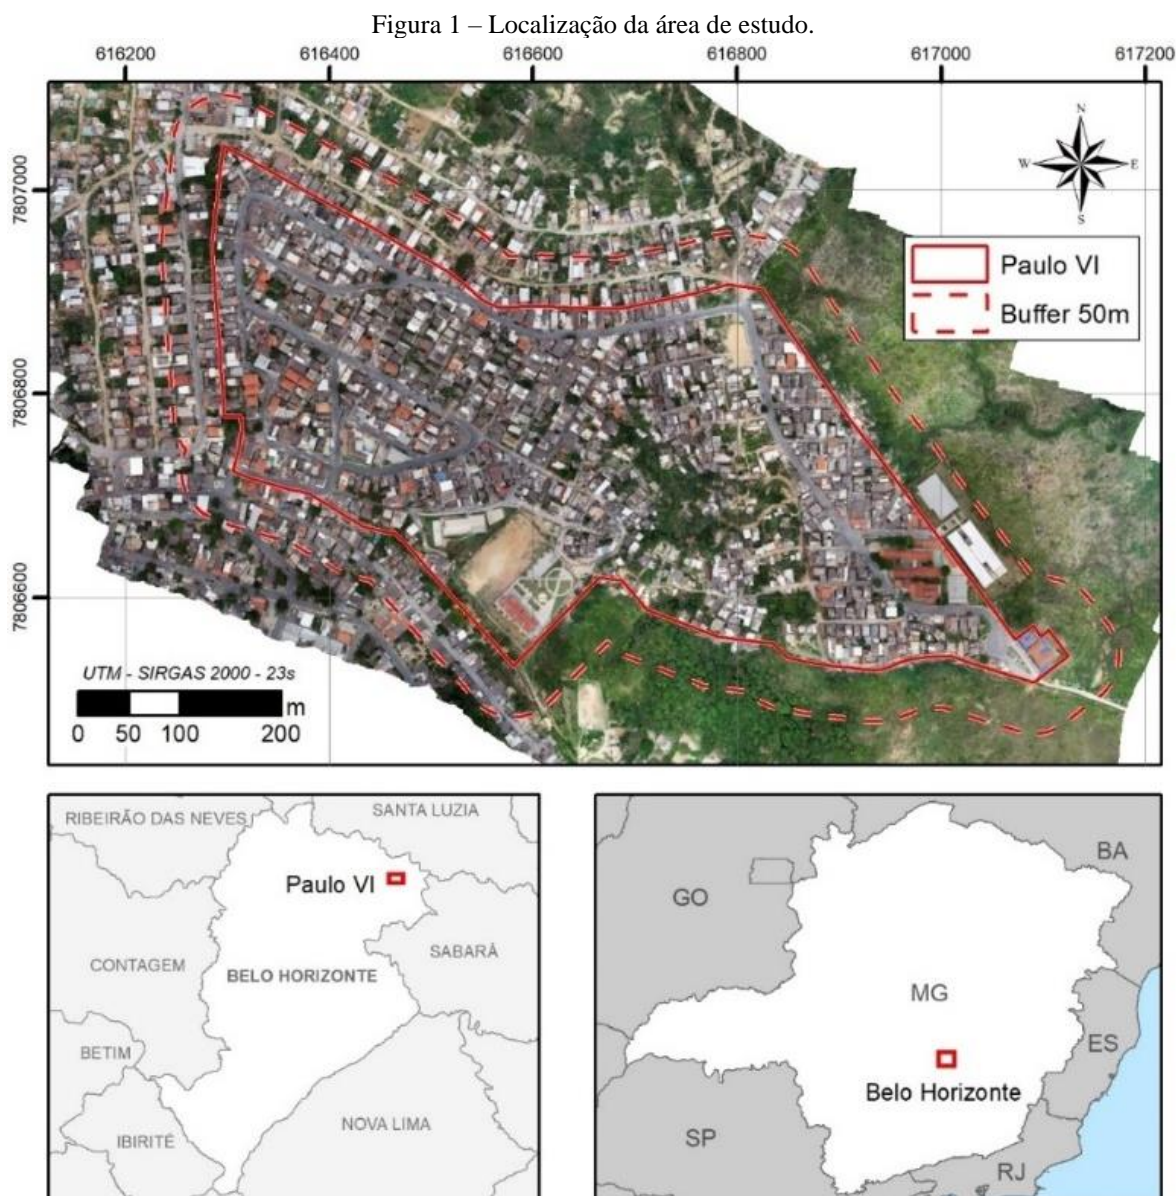 Figura 1 – Localização da área de estudo.
616200 616400 616600 616800 617000 617200
7807000
7806800
7806600
N
W E
S
Paulo VI
Buffer 50m
UTM - SIRGAS 2000 - 23s
m
0 50 100 200
RIBEIRÃO DAS NEVES
SANTA LUZIA
Paulo VI
CONTAGEM
SABARÁ
BELO HORIZONTE
BETIM
IBIRITÉ
NOVA LIMA
BA
GO
MG
ES
Belo Horizonte
SP
RJ